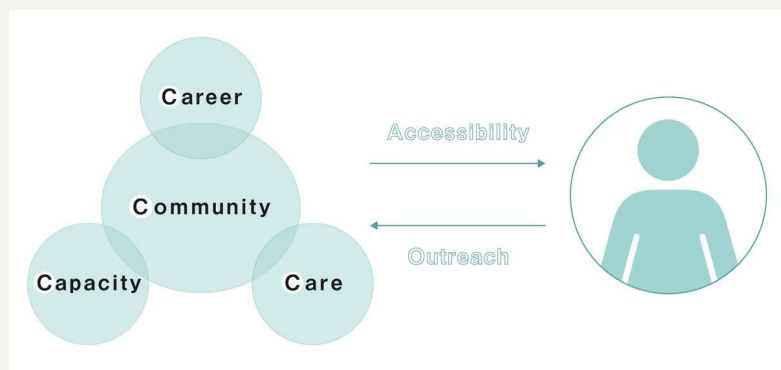 Career
Accessibility
Community
Outreach
Capacity
Care